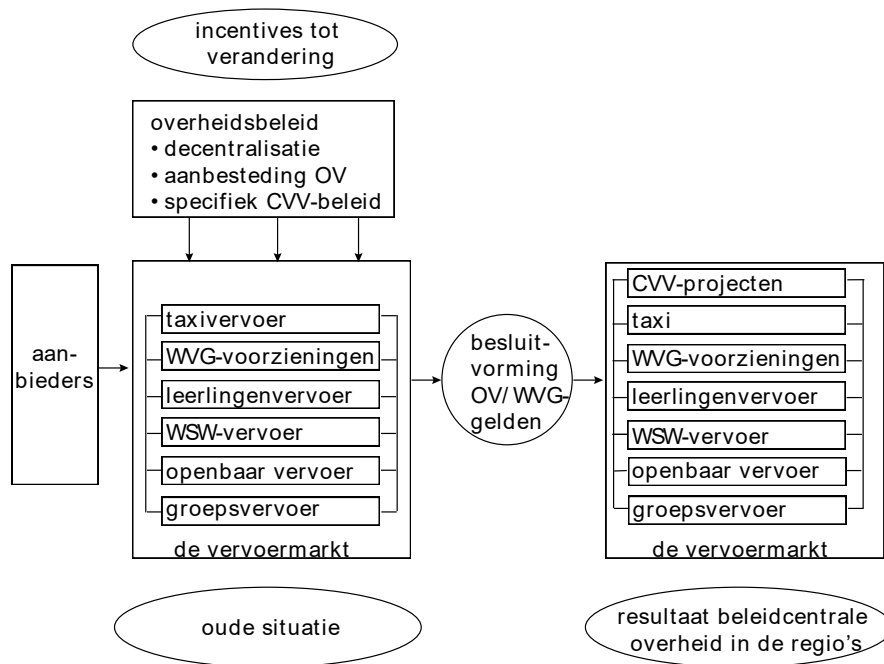 incentives tot
verandering
overheidsbeleid
• decentralisatie
• aanbesteding OV
• specifiek CVV-beleid
aan-
bieders
taxivervoer
WVG-voorzieningen
leerlingenvervoer
WSW-vervoer
openbaar vervoer
groepsvervoer
de vervoermarkt
besluit-
vorming
OV/ WVG-
gelden
CVV-projecten
taxi
WVG-voorzieningen
leerlingenvervoer
WSW-vervoer
openbaar vervoer
groepsvervoer
de vervoermarkt
oude situatie
resultaat beleidcentrale
overheid in de regio's